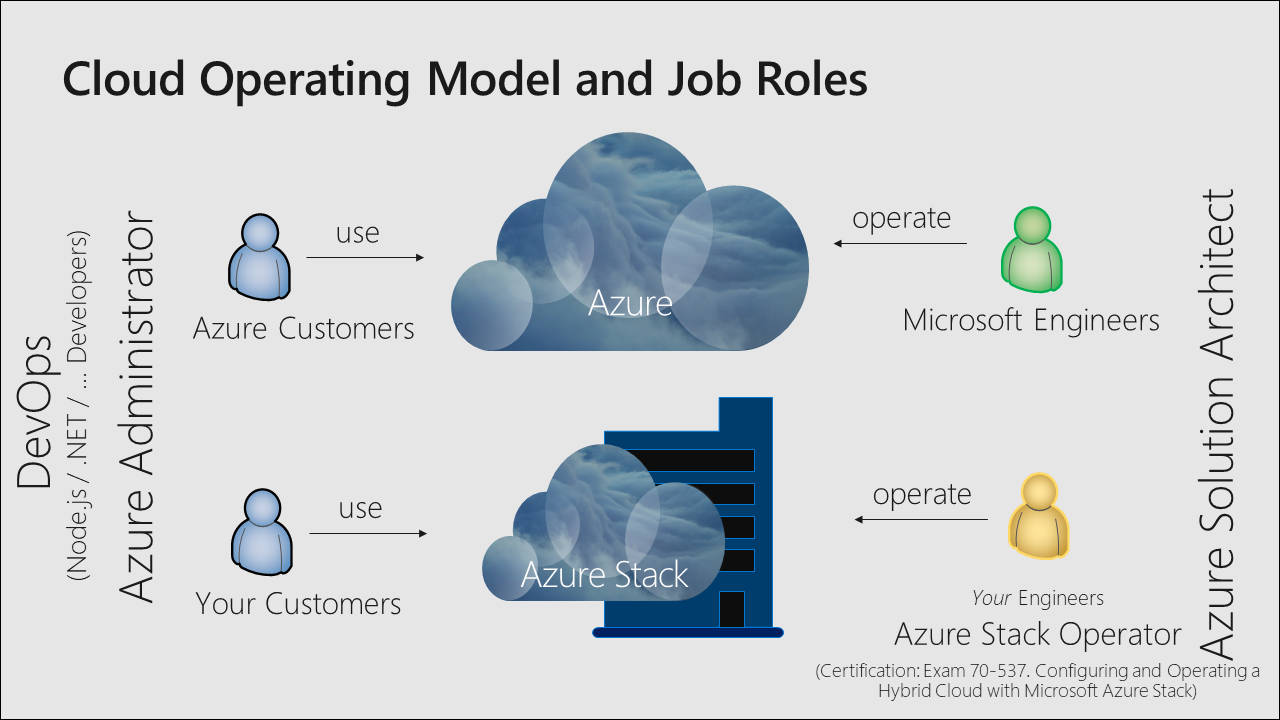 Cloud Operating Model and Job Roles
DevOps
(Node.js / .NET / ... Developers)
Azure Administrator
use
Azure Customers
Azure
operate
Microsoft Engineers
use
Your Customers
Azure Stack
operate
Your Engineers
Azure Stack Operator
(Certification: Exam 70-537. Configuring and Operating a
Hybrid Cloud with Microsoft Azure Stack)
Azure Solution Architect